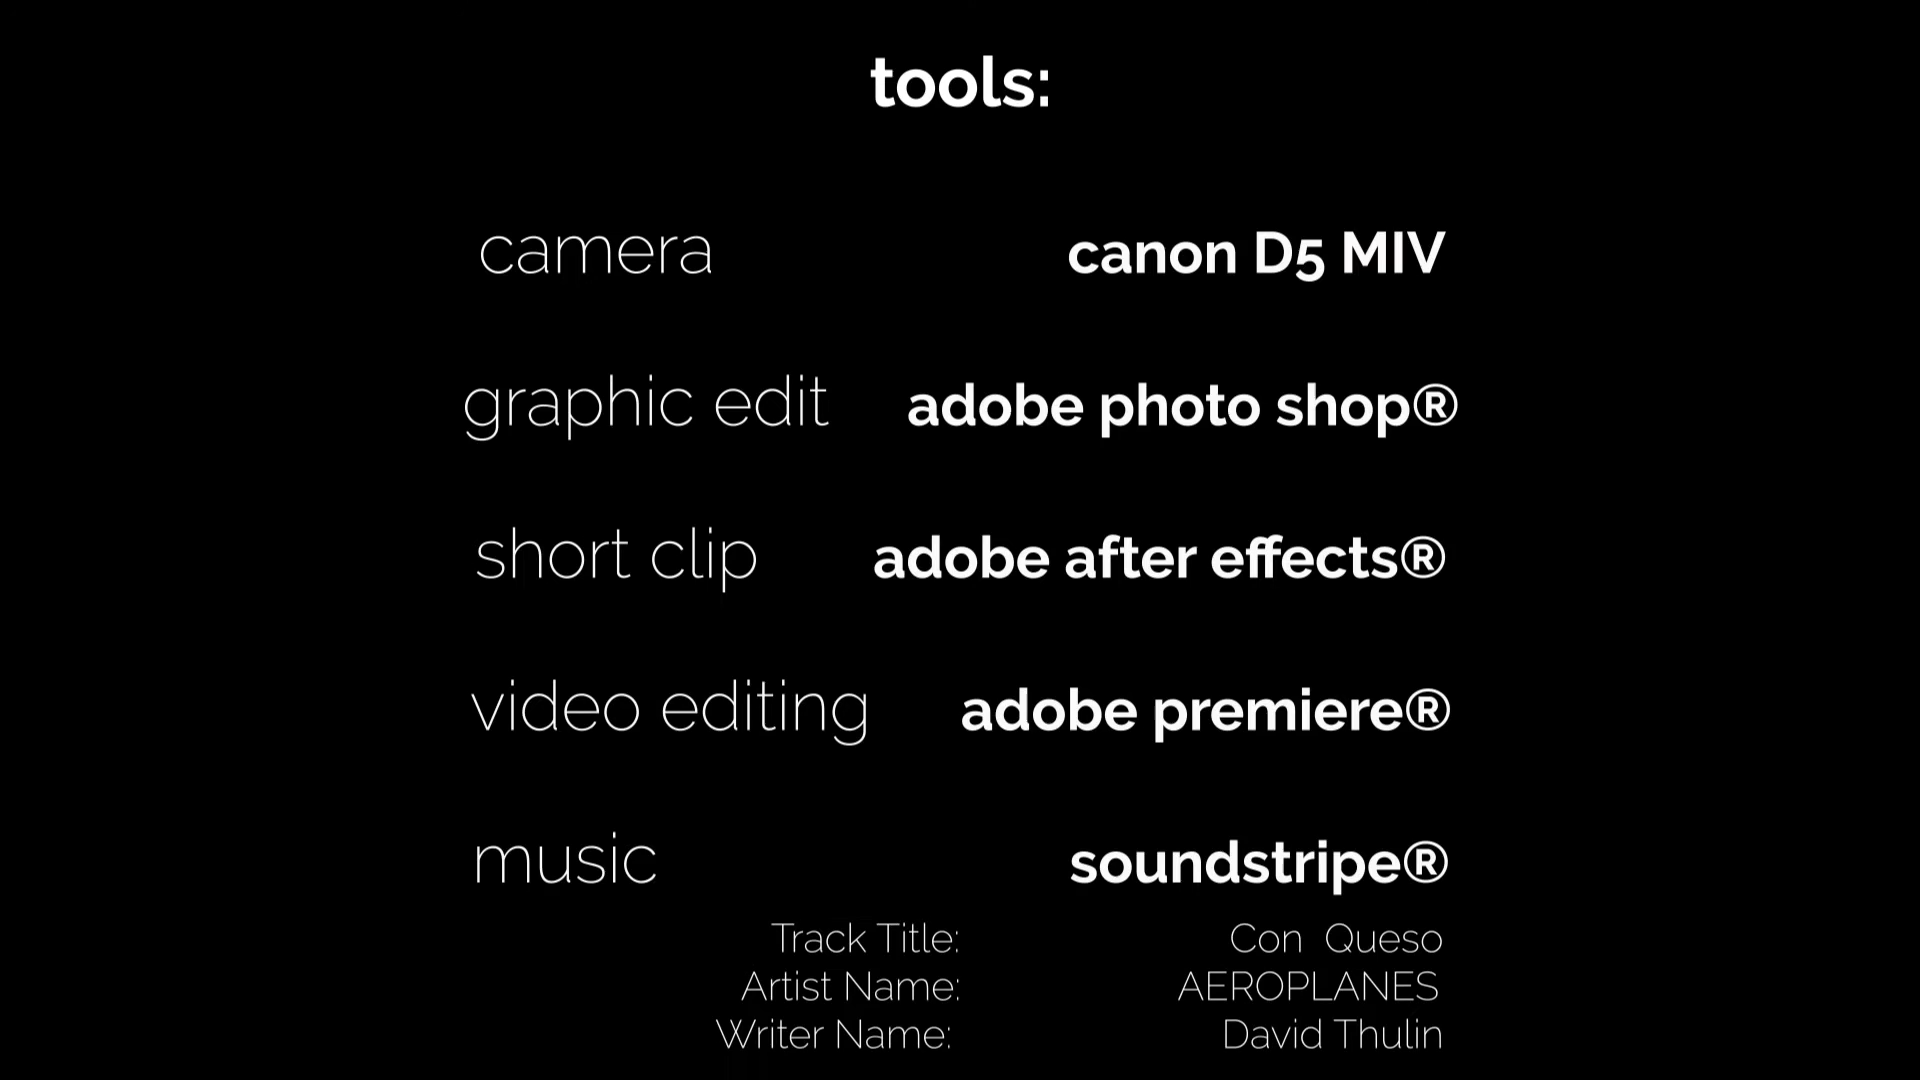 tools:
camera canon D5 MIV
graphic edit adobe photo shop®
short clip adobe after effects®
video editing adobe premiere®
music soundstripe®
Track Title: Con Queso
Artist Name: AEROPLANES
Writer Name: David Thulin